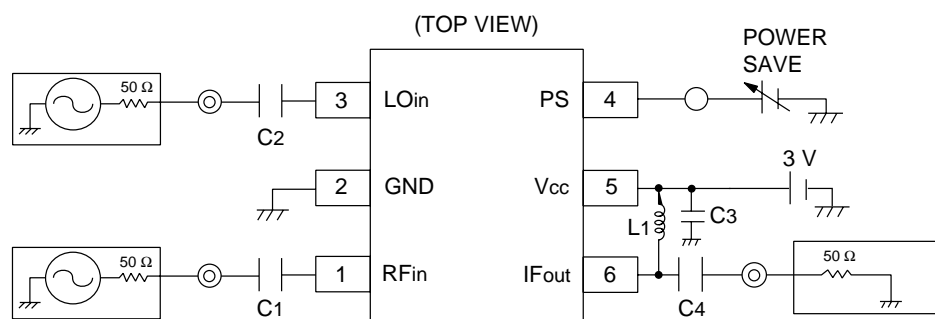 (TOP VIEW)
POWER
SAVE
50 Ω
3
LOin
PS
4
C2
3 V
2
GND
Vcc
5
L1
C3
50 Ω
1
RFin
IFout
6
50 Ω
C1
C4